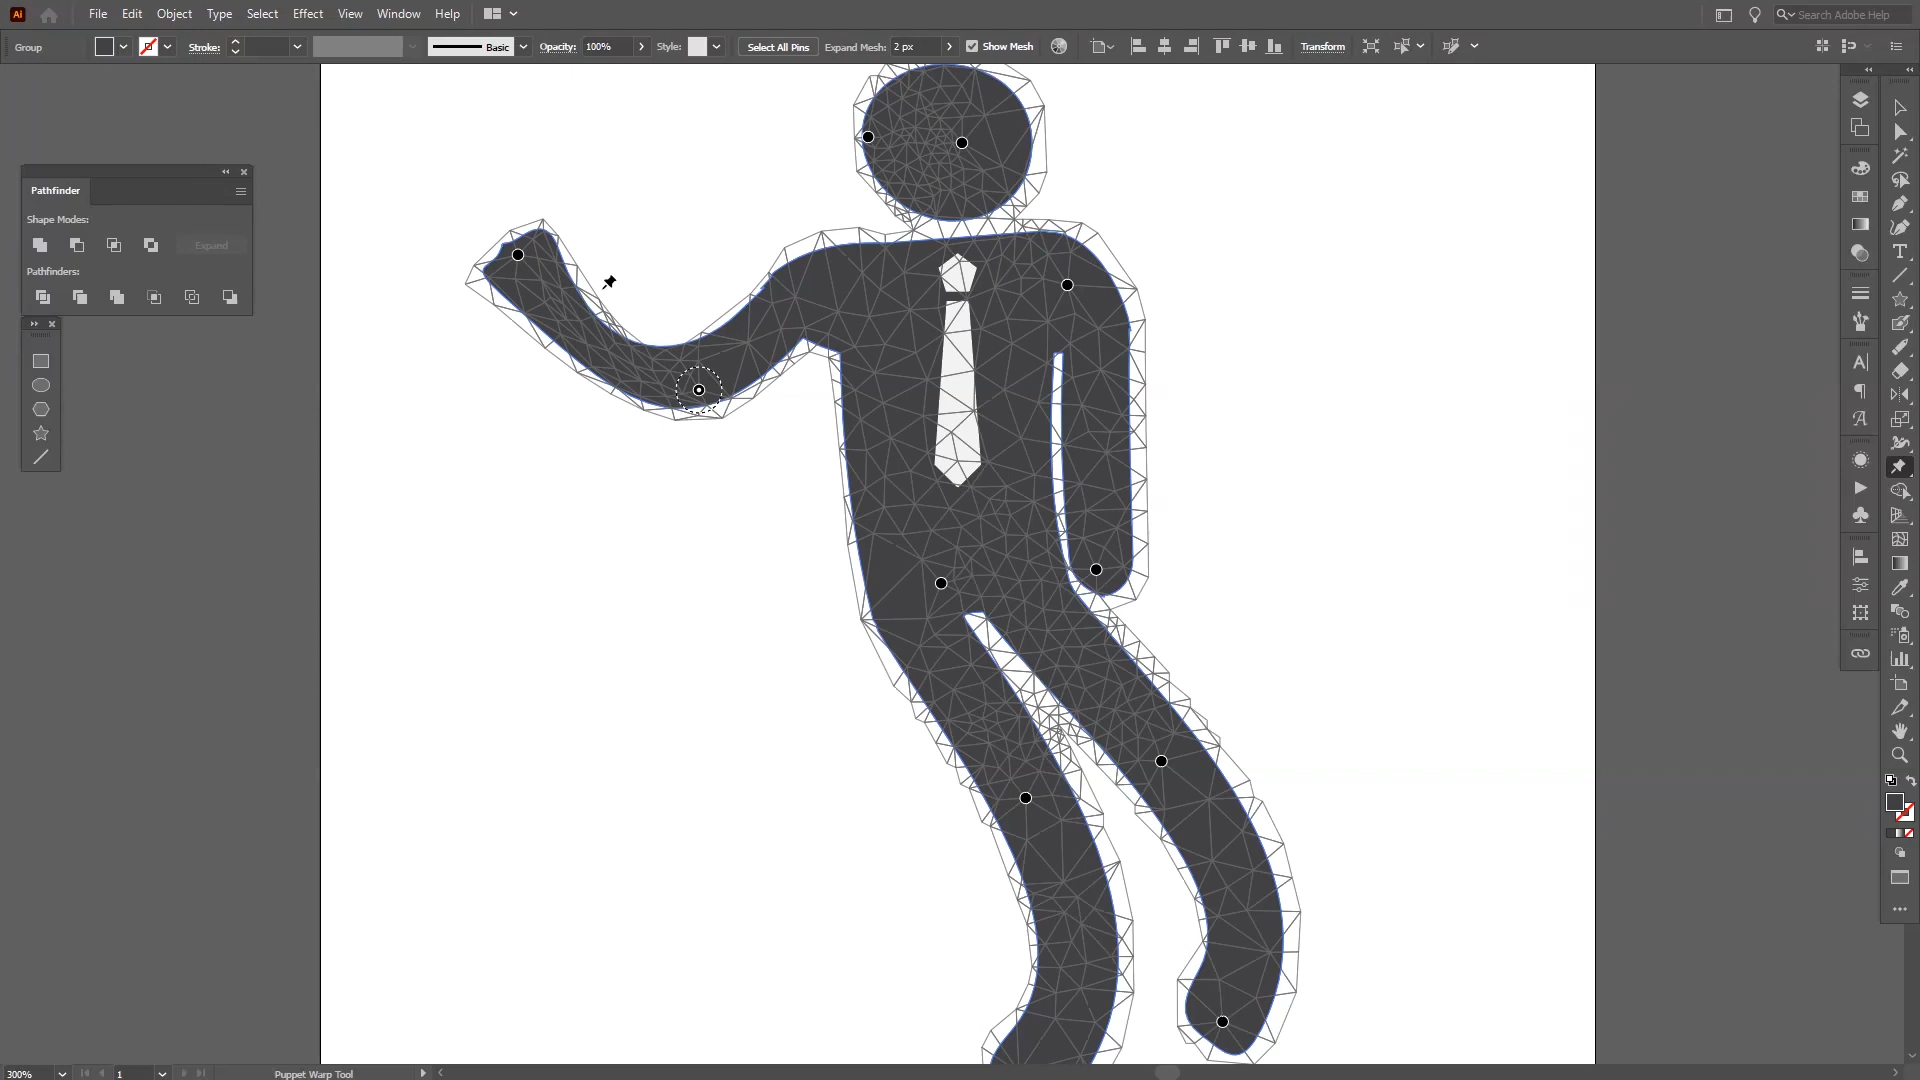 Ai File Edit Object Type Select Effect View Window Help Search Adobe Help
Group Stroke: Basic Opacity: 100% Style: Select All Pins Expand Mesh: 2 px Show Mesh Transform
Pathfinder
Shape Modes:
Expand
Pathfinders:
300% 1 Puppet Warp Tool